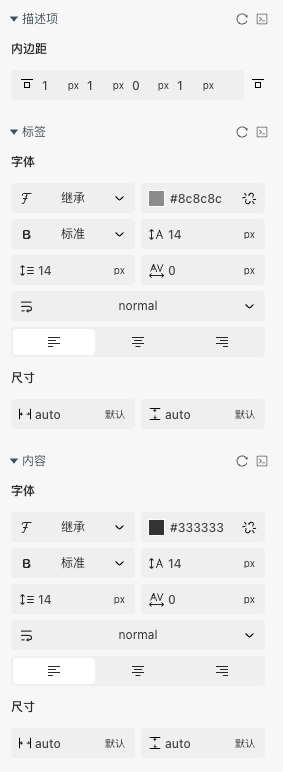 描述项
内边距
1 px 1 px 0 px 1 px
标签
字体
继承 #8c8c8c
B 标准 14 px
14 px AV 0
normal
尺寸
auto 默认 auto 默认
内容
字体
继承 #333333
B 标准 14 px
14 px AV 0
normal
尺寸
auto 默认 auto 默认